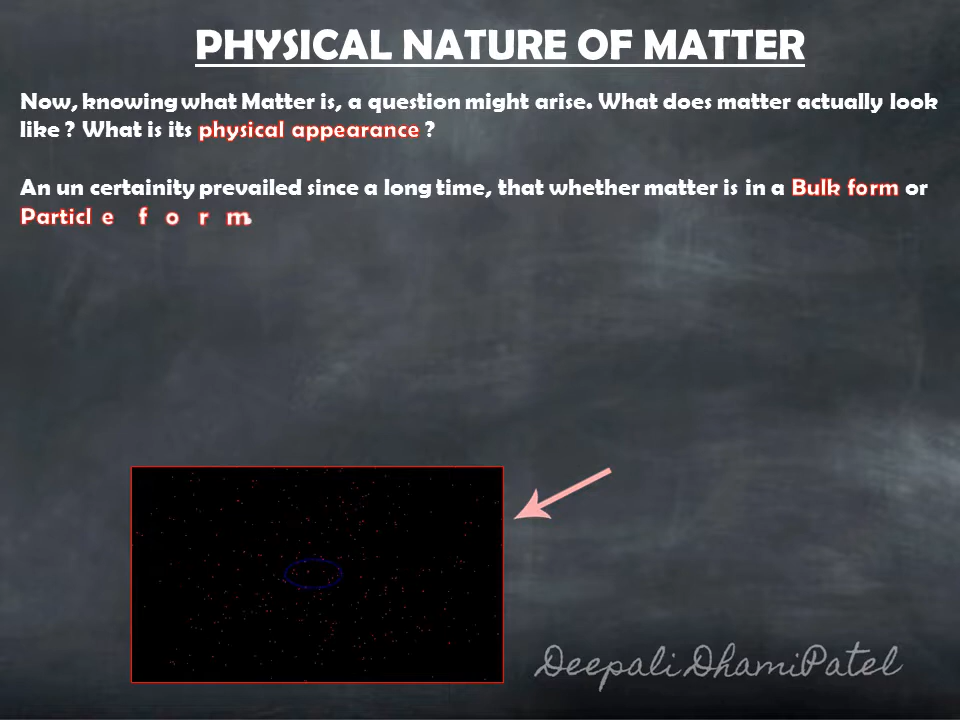 PHYSICAL NATURE OF MATTER
Now, knowing what Matter is, a question might arise. What does matter actually look
like ? What is its physical appearance ?
An un certainity prevailed since a long time, that whether matter is in a Bulk form or
Particl e f o r m.
Deepali DhamiPatel